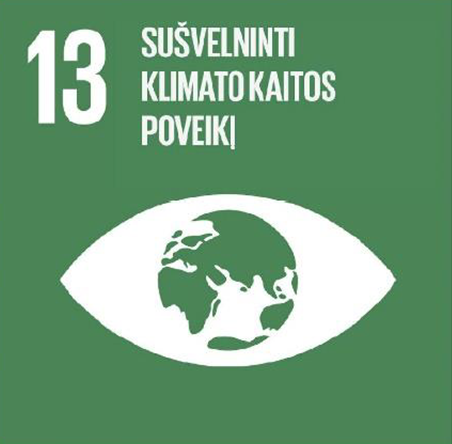 13
SUŠVELNINTI
KLIMATO KAITOS
POVEIKĮ